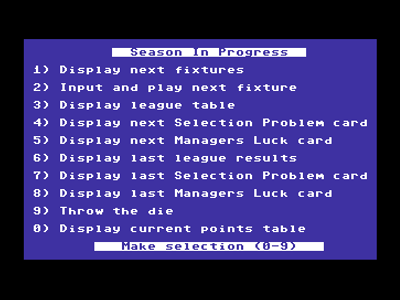 Season In Progress
1) Display next fixtures
2) Input and play next fixture
3) Display league table
4) Display next Selection Problem card
5) Display next Managers Luck card
6) Display last league results
7) Display last Selection Problem card
8) Display last Managers Luck card
9) Throw the die
0) Display current points table
Make selection (0-9)